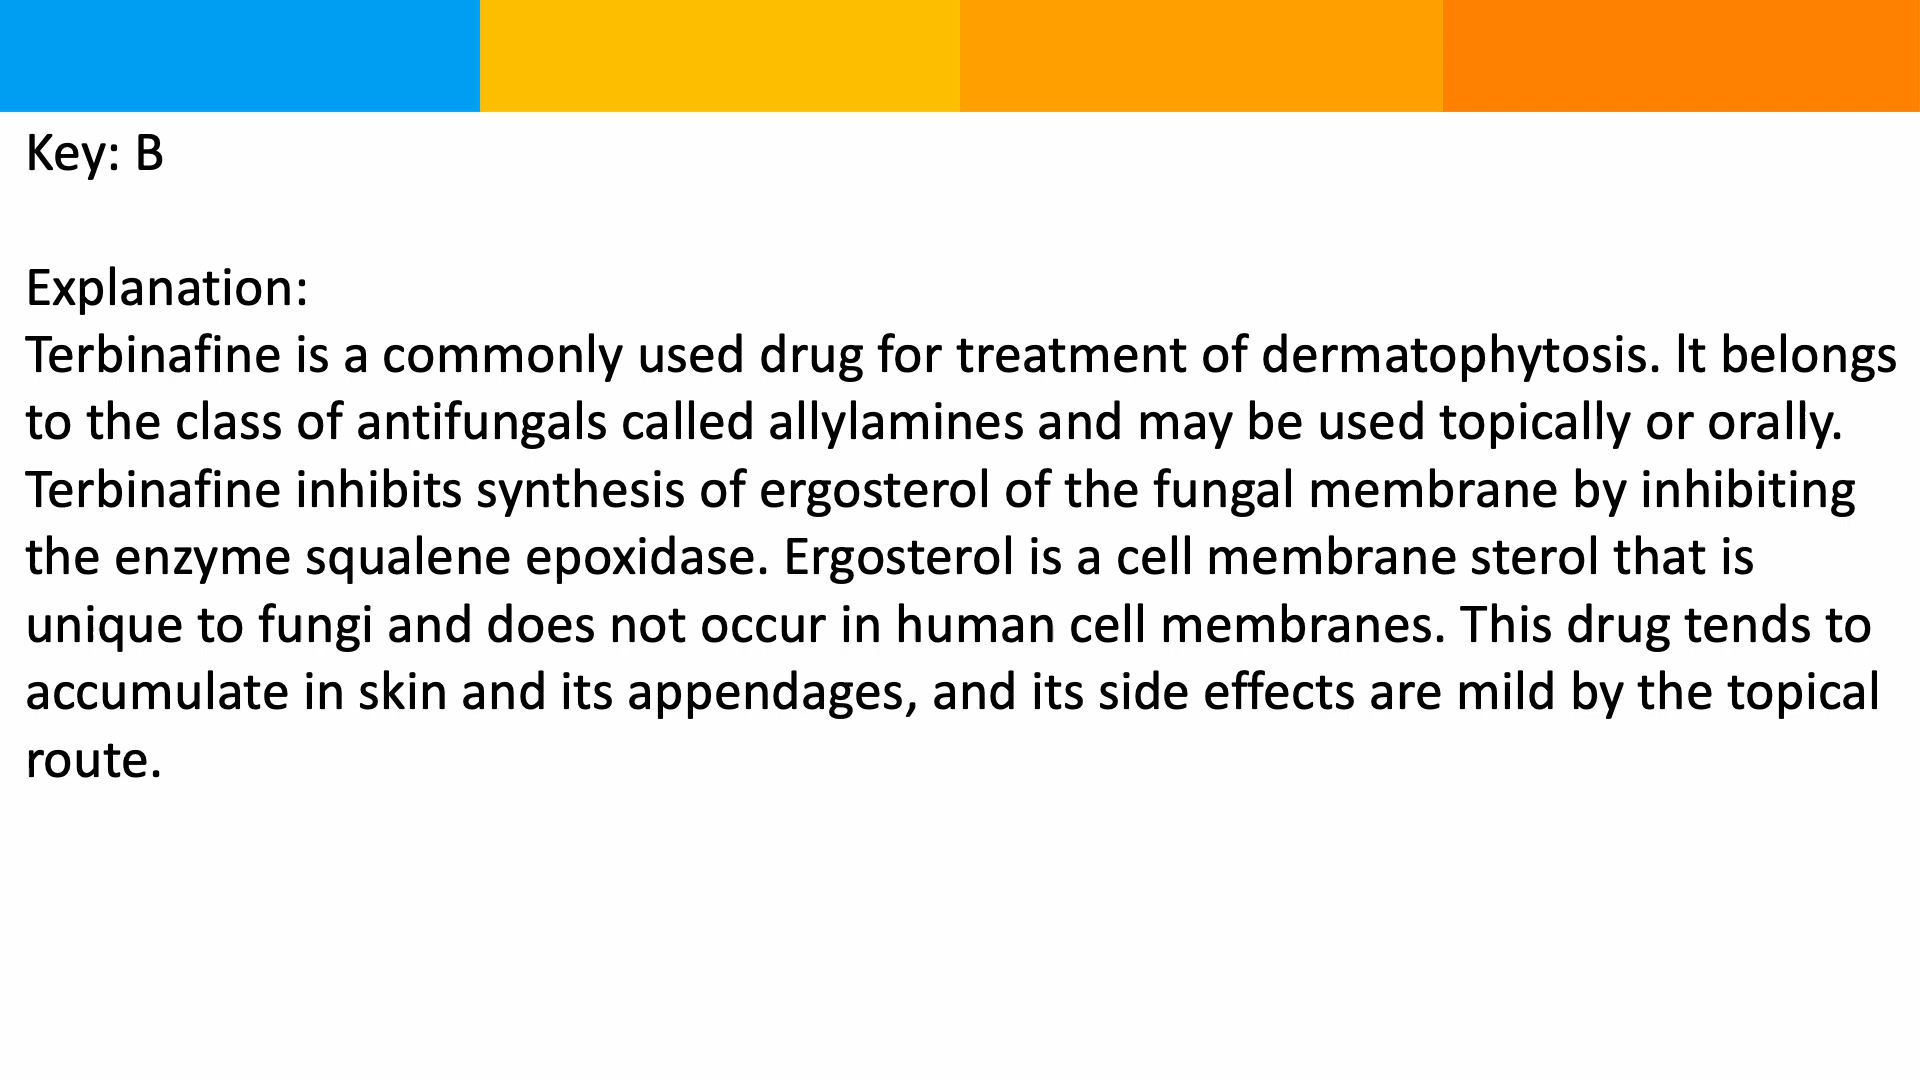 Key: B
Explanation:
Terbinafine is a commonly used drug for treatment of dermatophytosis. It belongs
to the class of antifungals called allylamines and may be used topically or orally.
Terbinafine inhibits synthesis of ergosterol of the fungal membrane by inhibiting
the enzyme squalene epoxidase. Ergosterol is a cell membrane sterol that is
unique to fungi and does not occur in human cell membranes. This drug tends to
accumulate in skin and its appendages, and its side effects are mild by the topical
route.